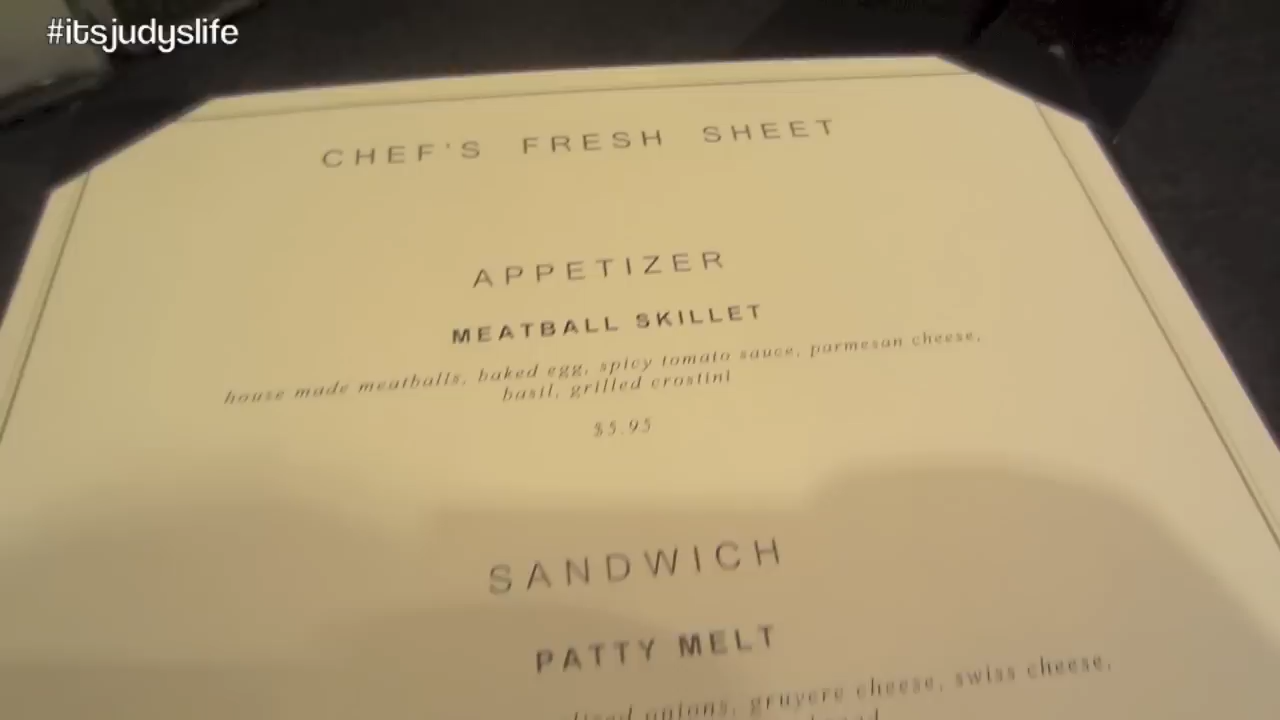 #itsjudyslife
CHEF'S FRESH SHEET
APPETIZER
MEATBALL SKILLET
house made meatballs, baked egg, spicy tomato sauce, parmesan cheese,
basil, grilled crostini
$5.95
SANDWICH
PATTY MELT
onions, gruyere cheese, swiss cheese,